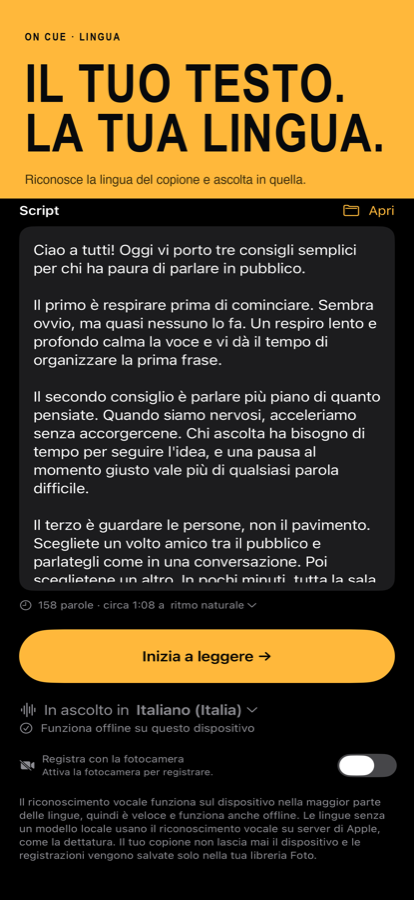 ON CUE · LINGUA
IL TUO TESTO.
LA TUA LINGUA.
Riconosce la lingua del copione e ascolta in quella.
Script
Apri
Ciao a tutti! Oggi vi porto tre consigli semplici
per chi ha paura di parlare in pubblico.
Il primo è respirare prima di cominciare. Sembra
ovvio, ma quasi nessuno lo fa. Un respiro lento e
profondo calma la voce e vi dà il tempo di
organizzare la prima frase.
Il secondo consiglio è parlare più piano di quanto
pensiate. Quando siamo nervosi, acceleriamo
senza accorgercene. Chi ascolta ha bisogno di
tempo per seguire l'idea, e una pausa al
momento giusto vale più di qualsiasi parola
difficile.
Il terzo è guardare le persone, non il pavimento.
Scegliete un volto amico tra il pubblico e
parlategli come in una conversazione. Poi
sceglietene un altro. In pochi minuti, tutta la sala
158 parole · circa 1:08 a ritmo naturale
Inizia a leggere →
In ascolto in Italiano (Italia)
Funziona offline su questo dispositivo
Registra con la fotocamera
Attiva la fotocamera per registrare.
Il riconoscimento vocale funziona sul dispositivo nella maggior parte
delle lingue, quindi è veloce e funziona anche offline. Le lingue senza
un modello locale usano il riconoscimento vocale su server di Apple,
come la dettatura. Il tuo copione non lascia mai il dispositivo e le
registrazioni vengono salvate solo nella tua libreria Foto.